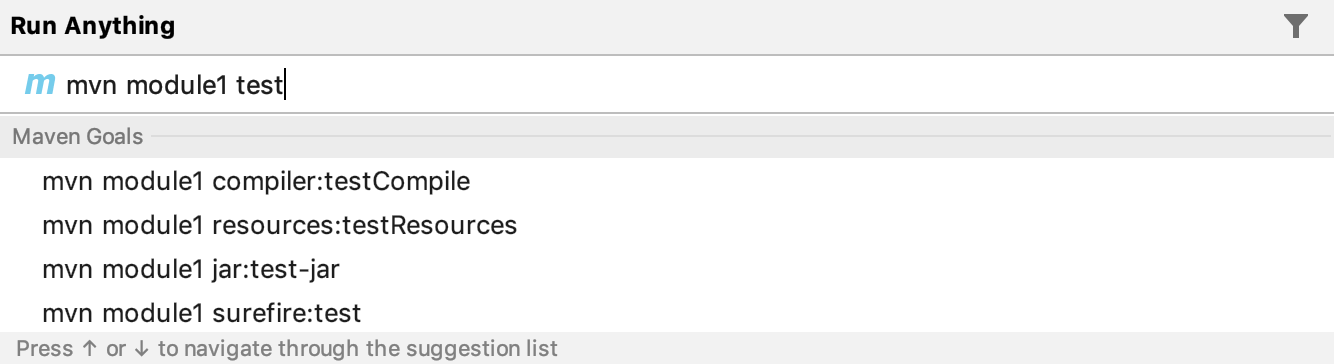 Run Anything
m mvn module1 test
Maven Goals
mvn module1 compiler:testCompile
mvn module1 resources:testResources
mvn module1 jar:test-jar
mvn module1 surefire:test
Press ↑ or ↓ to navigate through the suggestion list